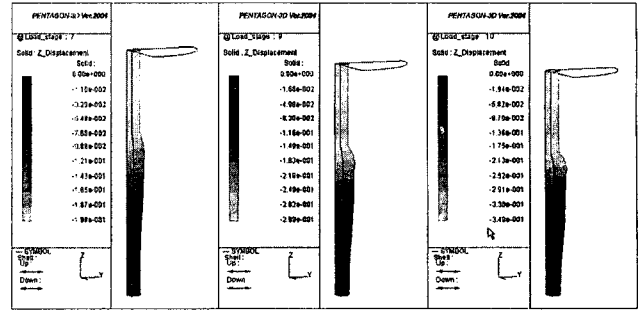 PENTAGON-3D Ver.2004
@Load_stage : 7
Solid : Z_Displacement
Solid :
0.00e+000
-1.10e-002
-3.29e-002
-5.49e-002
-7.68e-002
-9.88e-002
-1.21e-001
-1.43e-001
-1.65e-001
-1.87e-001
-1.98e-001
SYMBOL
Shell :
Up :
Down :
Z
Y
PENTAGON-3D Ver.2004
@Load_stage : 9
Solid : Z_Displacement
Solid :
0.00e+000
-1.66e-002
-4.98e-002
-8.30e-002
-1.16e-001
-1.49e-001
-1.83e-001
-2.16e-001
-2.49e-001
-2.82e-001
-2.99e-001
SYMBOL
Shell :
Up :
Down :
Z
Y
PENTAGON-3D Ver.2004
@Load_stage : 10
Solid : Z_Displacement
Solid
0.00e+000
-1.94e-002
-5.82e-002
-9.70e-002
-1.36e-001
-1.75e-001
-2.13e-001
-2.52e-001
-2.91e-001
-3.30e-001
-3.49e-001
SYMBOL
Shell :
Up :
Down :
Z
Y